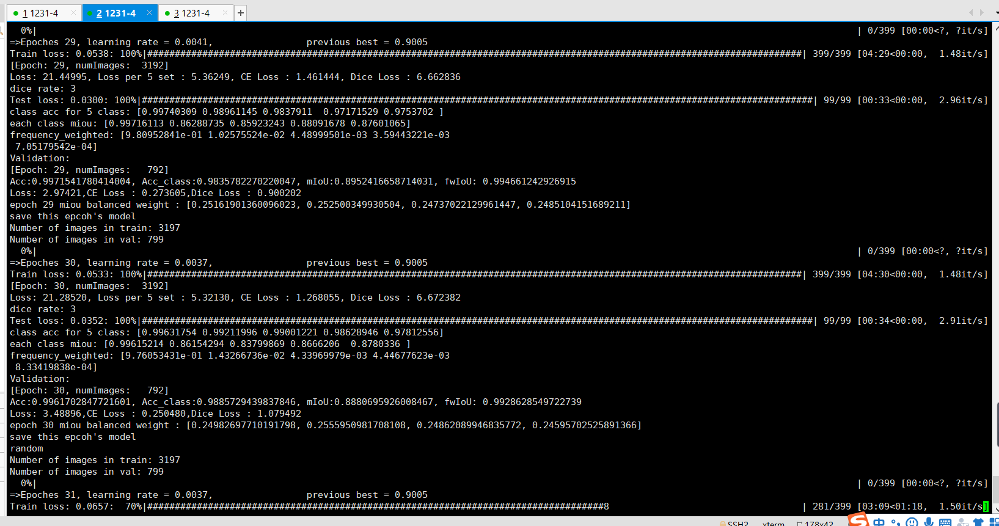 1 1231-4 × 2 1231-4 × 3 1231-4 × +
0%| | 0/399 [00:00<?, ?it/s]
=>Epoches 29, learning rate = 0.0041, previous best = 0.9005
Train loss: 0.0538: 100%|#######################################################################################################################| 399/399 [04:29<00:00, 1.48it/s]
[Epoch: 29, numImages: 3192]
Loss: 21.44995, Loss per 5 set : 5.36249, CE Loss : 1.461444, Dice Loss : 6.662836
dice rate: 3
Test loss: 0.0300: 100%|##########################################################################################################################| 99/99 [00:33<00:00, 2.96it/s]
class acc for 5 class: [0.99740309 0.98961145 0.9837911 0.97171529 0.9753702 ]
each class miou: [0.99716113 0.86288735 0.85923243 0.88091678 0.87601065]
frequency_weighted: [9.80952841e-01 1.02575524e-02 4.48999501e-03 3.59443221e-03
7.05179542e-04]
Validation:
[Epoch: 29, numImages: 792]
Acc:0.9971541780414004, Acc_class:0.9835782270220047, mIoU:0.8952416658714031, fwIoU: 0.994661242926915
Loss: 2.97421,CE Loss : 0.273605,Dice Loss : 0.900202
epoch 29 miou balanced weight : [0.25161901360096023, 0.252500349930504, 0.24737022129961447, 0.2485104151689211]
save this epcoh's model
Number of images in train: 3197
Number of images in val: 799
0%| | 0/399 [00:00<?, ?it/s]
=>Epoches 30, learning rate = 0.0037, previous best = 0.9005
Train loss: 0.0533: 100%|#######################################################################################################################| 399/399 [04:30<00:00, 1.48it/s]
[Epoch: 30, numImages: 3192]
Loss: 21.28520, Loss per 5 set : 5.32130, CE Loss : 1.268055, Dice Loss : 6.672382
dice rate: 3
Test loss: 0.0352: 100%|##########################################################################################################################| 99/99 [00:34<00:00, 2.91it/s]
class acc for 5 class: [0.99631754 0.99211996 0.99001221 0.98628946 0.97812556]
each class miou: [0.99615214 0.86154294 0.83799869 0.8666206 0.8780336 ]
frequency_weighted: [9.76053431e-01 1.43266736e-02 4.33969979e-03 4.44677623e-03
8.33419838e-04]
Validation:
[Epoch: 30, numImages: 792]
Acc:0.9961702847721601, Acc_class:0.9885729439837846, mIoU:0.8880695926008467, fwIoU: 0.9928628549722739
Loss: 3.48896,CE Loss : 0.250480,Dice Loss : 1.079492
epoch 30 miou balanced weight : [0.24982697710191798, 0.2555950981708108, 0.24862089946835772, 0.24595702525891366]
save this epcoh's model
random
Number of images in train: 3197
Number of images in val: 799
0%| | 0/399 [00:00<?, ?it/s]
=>Epoches 31, learning rate = 0.0037, previous best = 0.9005
Train loss: 0.0657: 70%|###################################################################################8 | 281/399 [03:09<01:18, 1.50it/s]
SSH2 xterm 178x42 中